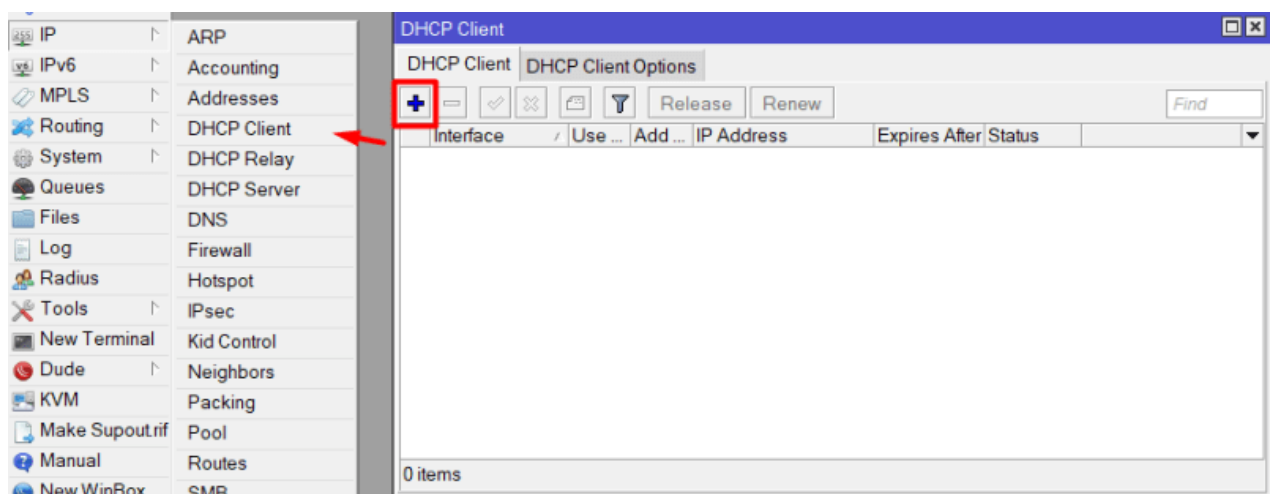 IP
IPv6
MPLS
Routing
System
Queues
Files
Log
Radius
Tools
New Terminal
Dude
KVM
Make Supout.rif
Manual
New WinBox
ARP
Accounting
Addresses
DHCP Client
DHCP Relay
DHCP Server
DNS
Firewall
Hotspot
IPsec
Kid Control
Neighbors
Packing
Pool
Routes
SMB
DHCP Client
DHCP Client DHCP Client Options
Release Renew Find
Interface Use ... Add ... IP Address Expires After Status
0 items